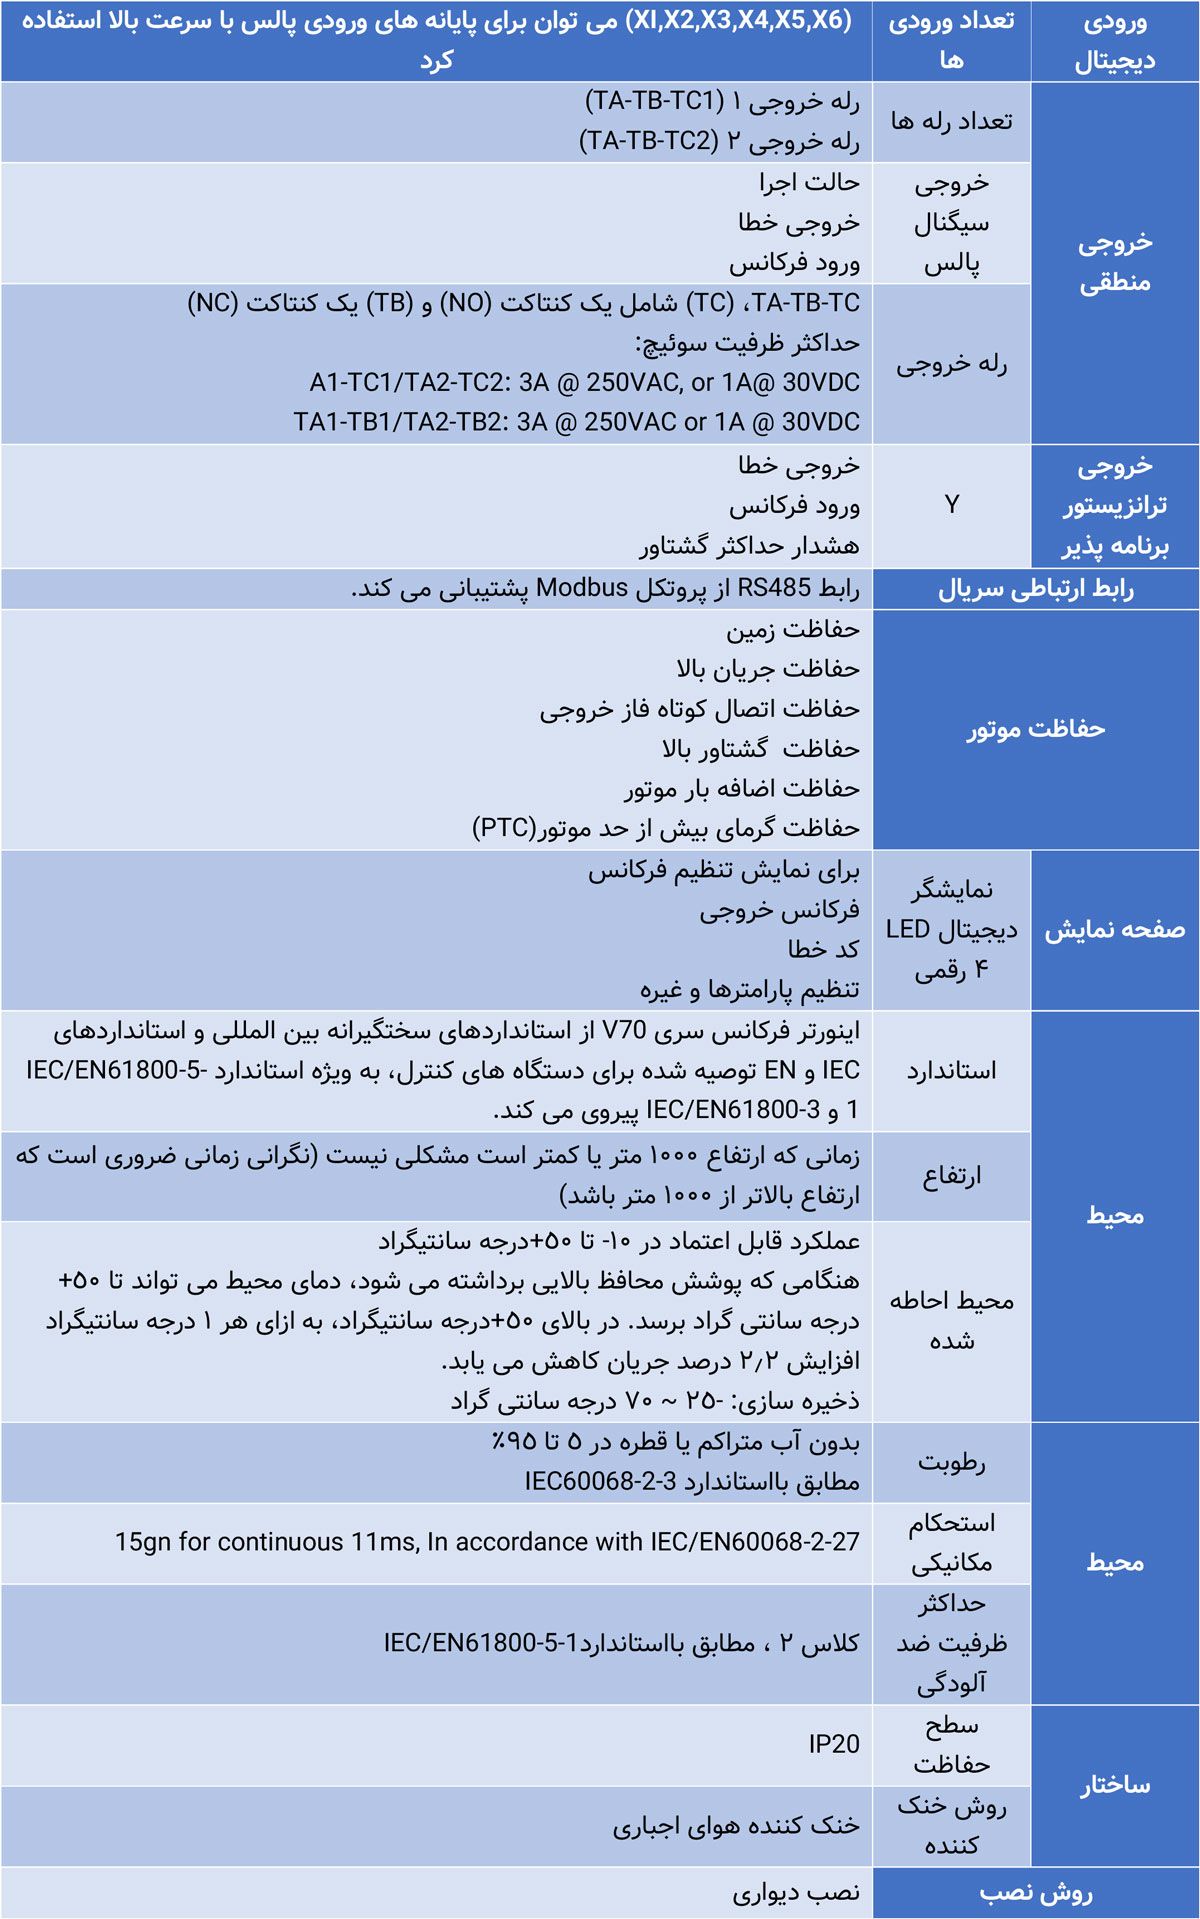 ورودی دیجیتال
تعداد ورودی ها
(XI,X2,X3,X4,X5,X6) می توان برای پایانه های ورودی پالس با سرعت بالا استفاده
کرد
خروجی
منطقی
تعداد رله ها
رله خروجی ۱ (TA-TB-TC1)
رله خروجی ۲ (TA-TB-TC2)
خروجی
سیگنال
پالس
حالت اجرا
خروجی خطا
ورود فرکانس
رله خروجی
TA-TB-TC، (TC) شامل یک کنتاکت (NO) و (TB) یک کنتاکت (NC)
حداکثر ظرفیت سوئیچ:
A1-TC1/TA2-TC2: 3A @ 250VAC, or 1A@ 30VDC
TA1-TB1/TA2-TB2: 3A @ 250VAC or 1A @ 30VDC
خروجی
ترانزیستور
برنامه پذیر
Y
خروجی خطا
ورود فرکانس
هشدار حداکثر گشتاور
رابط ارتباطی سریال
رابط RS485 از پروتکل Modbus پشتیبانی می کند.
حفاظت موتور
حفاظت زمین
حفاظت جریان بالا
حفاظت اتصال کوتاه فاز خروجی
حفاظت گشتاور بالا
حفاظت اضافه بار موتور
حفاظت گرمای بیش از حد موتور(PTC)
صفحه نمایش
نمایشگر
دیجیتال LED
۴ رقمی
برای نمایش تنظیم فرکانس
فرکانس خروجی
کد خطا
تنظیم پارامترها و غیره
محیط
استاندارد
اینورتر فرکانس سری V70 از استانداردهای سختگیرانه بین المللی و استانداردهای
IEC و EN توصیه شده برای دستگاه های کنترل، به ویژه استاندارد IEC/EN61800-5-
1 و IEC/EN61800-3 پیروی می کند.
ارتفاع
زمانی که ارتفاع ۱۰۰۰ متر یا کمتر است مشکلی نیست (نگرانی زمانی ضروری است که
ارتفاع بالاتر از ۱۰۰۰ متر باشد)
محیط احاطه
شده
عملکرد قابل اعتماد در ۱۰- تا ۵۰+درجه سانتیگراد
هنگامی که پوشش محافظ بالایی برداشته می شود، دمای محیط می تواند تا ۵۰+
درجه سانتی گراد برسد. در بالای ۵۰+درجه سانتیگراد، به ازای هر ۱ درجه سانتیگراد
افزایش ۲٫۲ درصد جریان کاهش می یابد.
ذخیره سازی: -۲۵ ~ ۷۰ درجه سانتی گراد
محیط
رطوبت
بدون آب متراکم یا قطره در ۵ تا ۹۵٪
مطابق بااستاندارد IEC60068-2-3
استحکام
مکانیکی
15gn for continuous 11ms, In accordance with IEC/EN60068-2-27
حداکثر
ظرفیت ضد
آلودگی
کلاس ۲ ، مطابق بااستانداردIEC/EN61800-5-1
ساختار
سطح
حفاظت
IP20
روش خنک
کننده
خنک کننده هوای اجباری
روش نصب
نصب دیواری